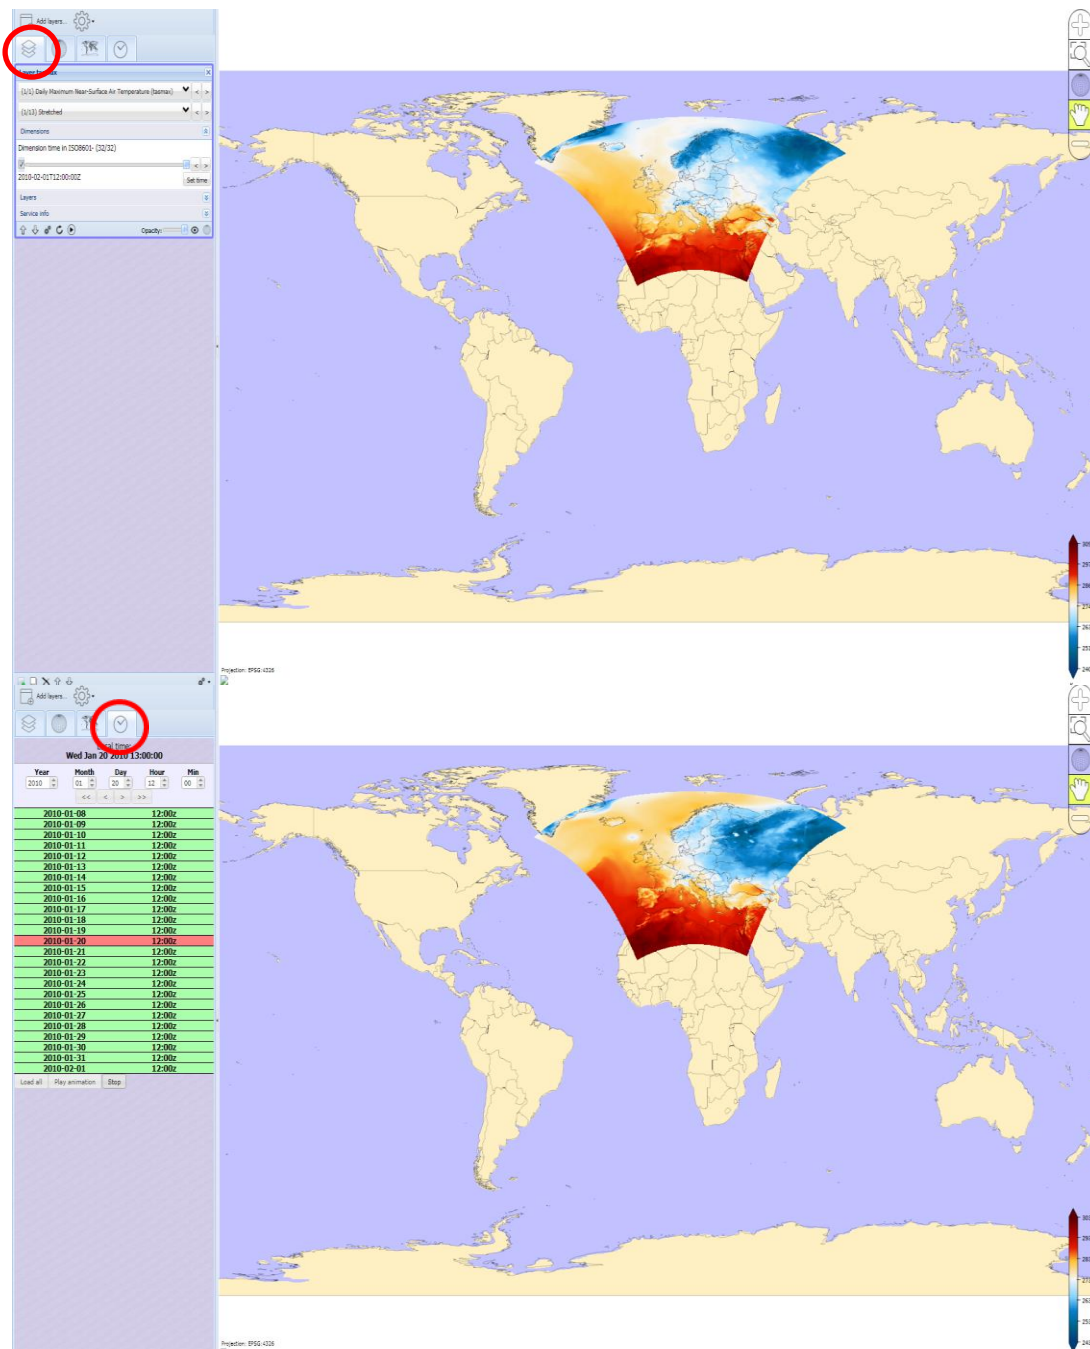 Add layers...
(1/1) Daily Maximum Near-Surface Air Temperature (tasmax)
< >
(1/13) Stretched
< >
Dimensions
Dimension time in ISO8601- (32/32)
< >
2010-02-01T12:00:00Z
Set time
Layers
Service info
Opacity:
Projection: EPSG:4326
Add layers...
Wed Jan 20 2010 13:00:00
Year Month Day Hour Min
2010 01 20 12 00
<< < > >>
2010-01-08 12:00z
2010-01-09 12:00z
2010-01-10 12:00z
2010-01-11 12:00z
2010-01-12 12:00z
2010-01-13 12:00z
2010-01-14 12:00z
2010-01-15 12:00z
2010-01-16 12:00z
2010-01-17 12:00z
2010-01-18 12:00z
2010-01-19 12:00z
2010-01-20 12:00z
2010-01-21 12:00z
2010-01-22 12:00z
2010-01-23 12:00z
2010-01-24 12:00z
2010-01-25 12:00z
2010-01-26 12:00z
2010-01-27 12:00z
2010-01-28 12:00z
2010-01-29 12:00z
2010-01-30 12:00z
2010-01-31 12:00z
2010-02-01 12:00z
Load all Play animation Stop
Projection: EPSG:4326